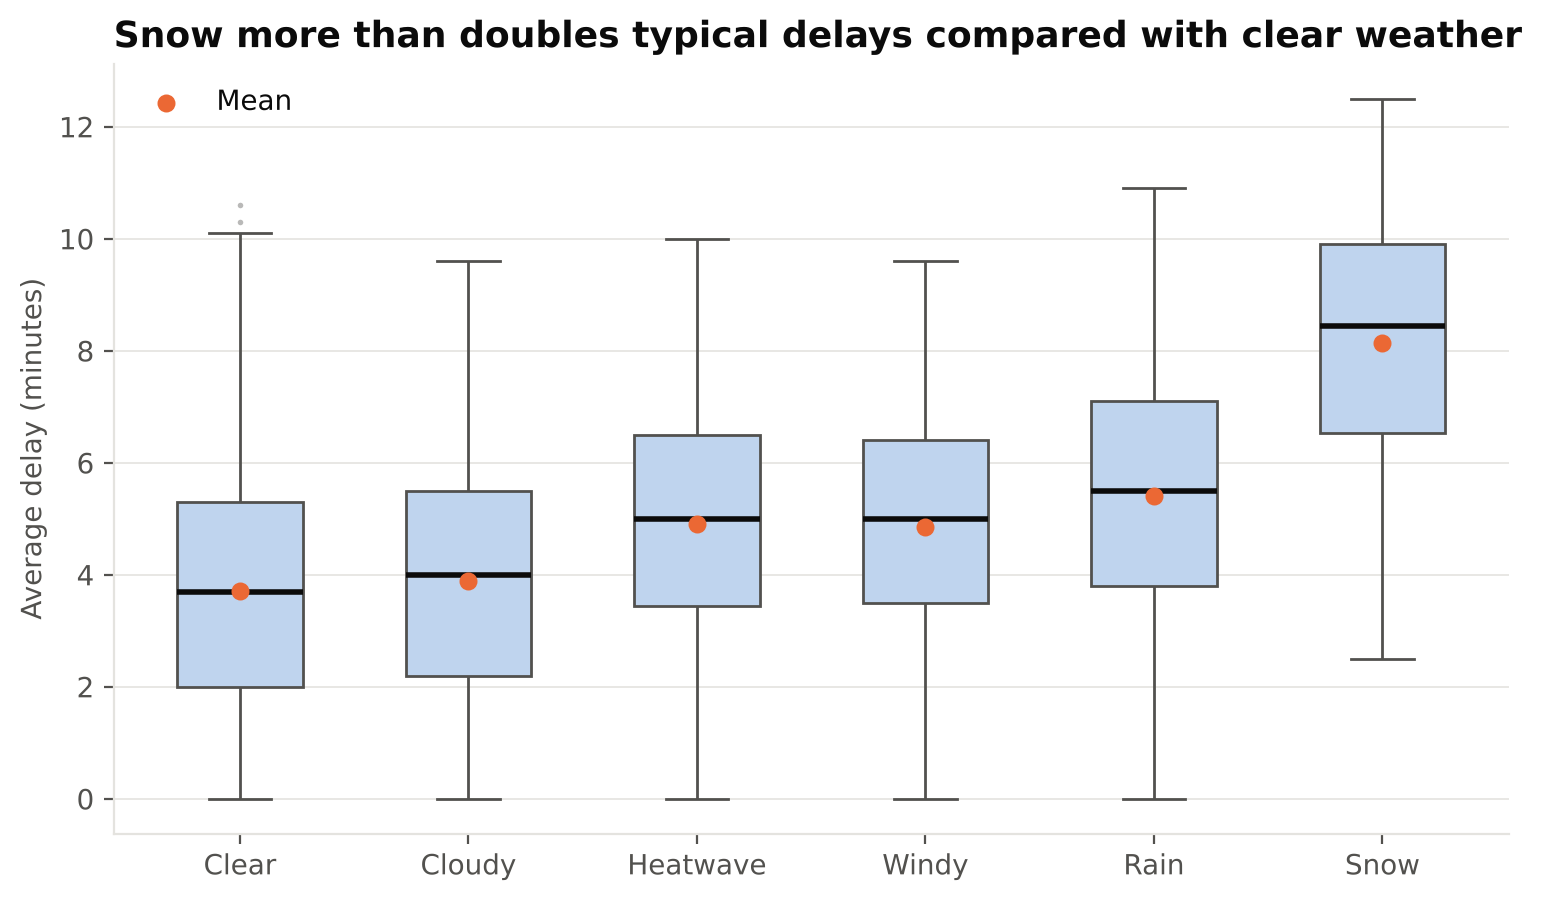 Snow more than doubles typical delays compared with clear weather
Mean
Average delay (minutes)
12
10
8
6
4
2
0
Clear
Cloudy
Heatwave
Windy
Rain
Snow